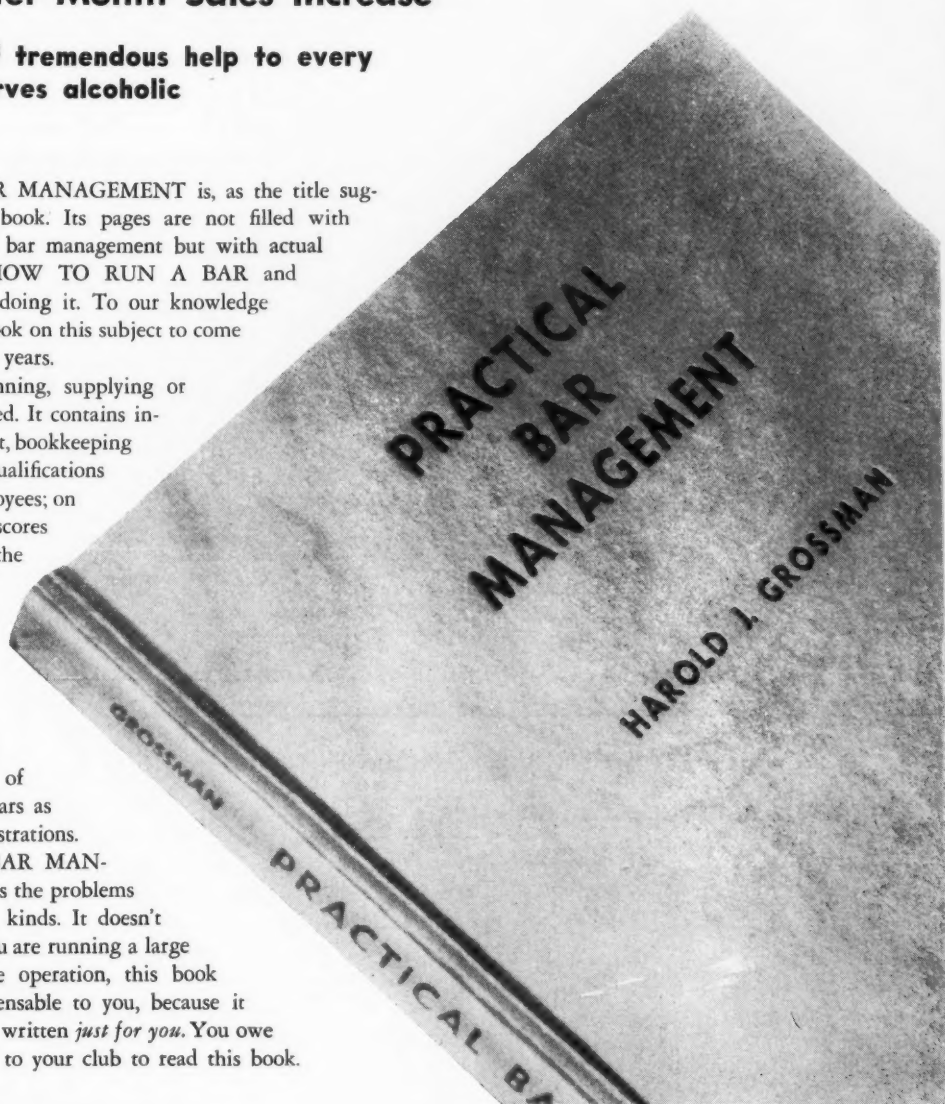 er Month Sales Increase
tremendous help to every
rves alcoholic
R MANAGEMENT is, as the title sug-
book. Its pages are not filled with
bar management but with actual
HOW TO RUN A BAR and
doing it. To our knowledge
ook on this subject to come
years.
nning, supplying or
ed. It contains in-
t, bookkeeping
ualifications
oyees; on
scores
the
of
ars as
strations.
AR MAN-
s the problems
kinds. It doesn't
u are running a large
e operation, this book
ensable to you, because it
written just for you. You owe
to your club to read this book.
PRACTICAL
BAR
MANAGEMENT
HAROLD J. GROSSMAN
GROSSMAN PRACTICAL BA